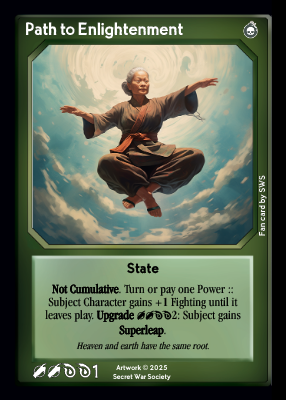 Path to Enlightenment
Fan card by SWS
State
Not Cumulative. Turn or pay one Power ::
Subject Character gains +1 Fighting until it
leaves play. Upgrade 2: Subject gains
Superleap.
Heaven and earth have the same root.
1
Artwork © 2025
Secret War Society